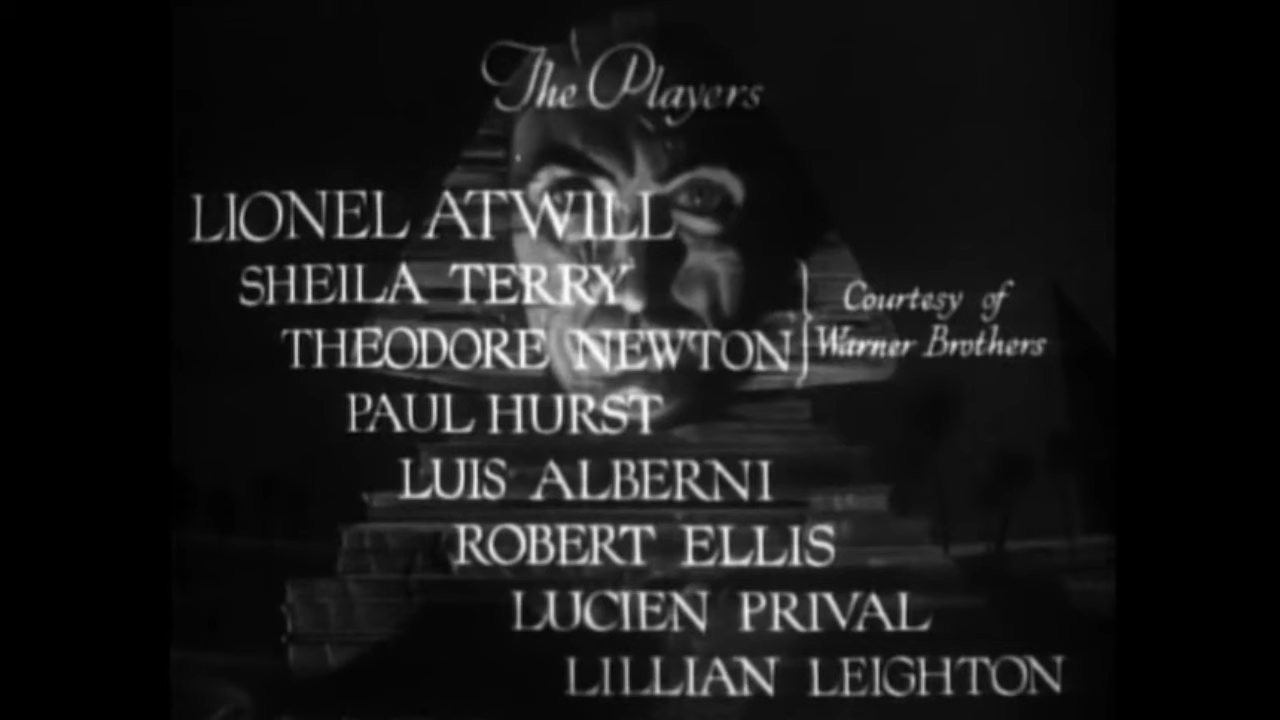 The Players
LIONEL ATWILL
SHEILA TERRY
THEODORE NEWTON
Courtesy of
Warner Brothers
PAUL HURST
LUIS ALBERNI
ROBERT ELLIS
LUCIEN PRIVAL
LILLIAN LEIGHTON